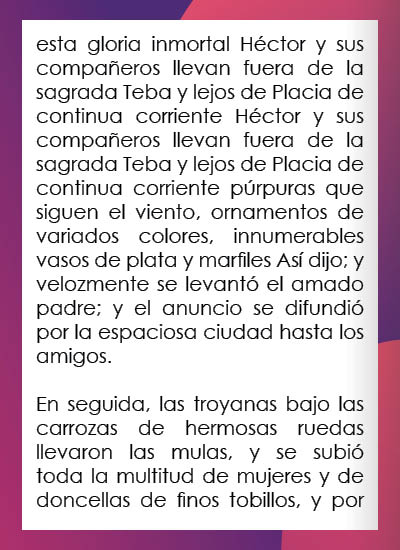 esta gloria inmortal Héctor y sus
compañeros llevan fuera de la
sagrada Teba y lejos de Placia de
continua corriente Héctor y sus
compañeros llevan fuera de la
sagrada Teba y lejos de Placia de
continua corriente púrpuras que
siguen el viento, ornamentos de
variados colores, innumerables
vasos de plata y marfiles Así dijo; y
velozmente se levantó el amado
padre; y el anuncio se difundió
por la espaciosa ciudad hasta los
amigos.

En seguida, las troyanas bajo las
carrozas de hermosas ruedas
llevaron las mulas, y se subió
toda la multitud de mujeres y de
doncellas de finos tobillos, y por